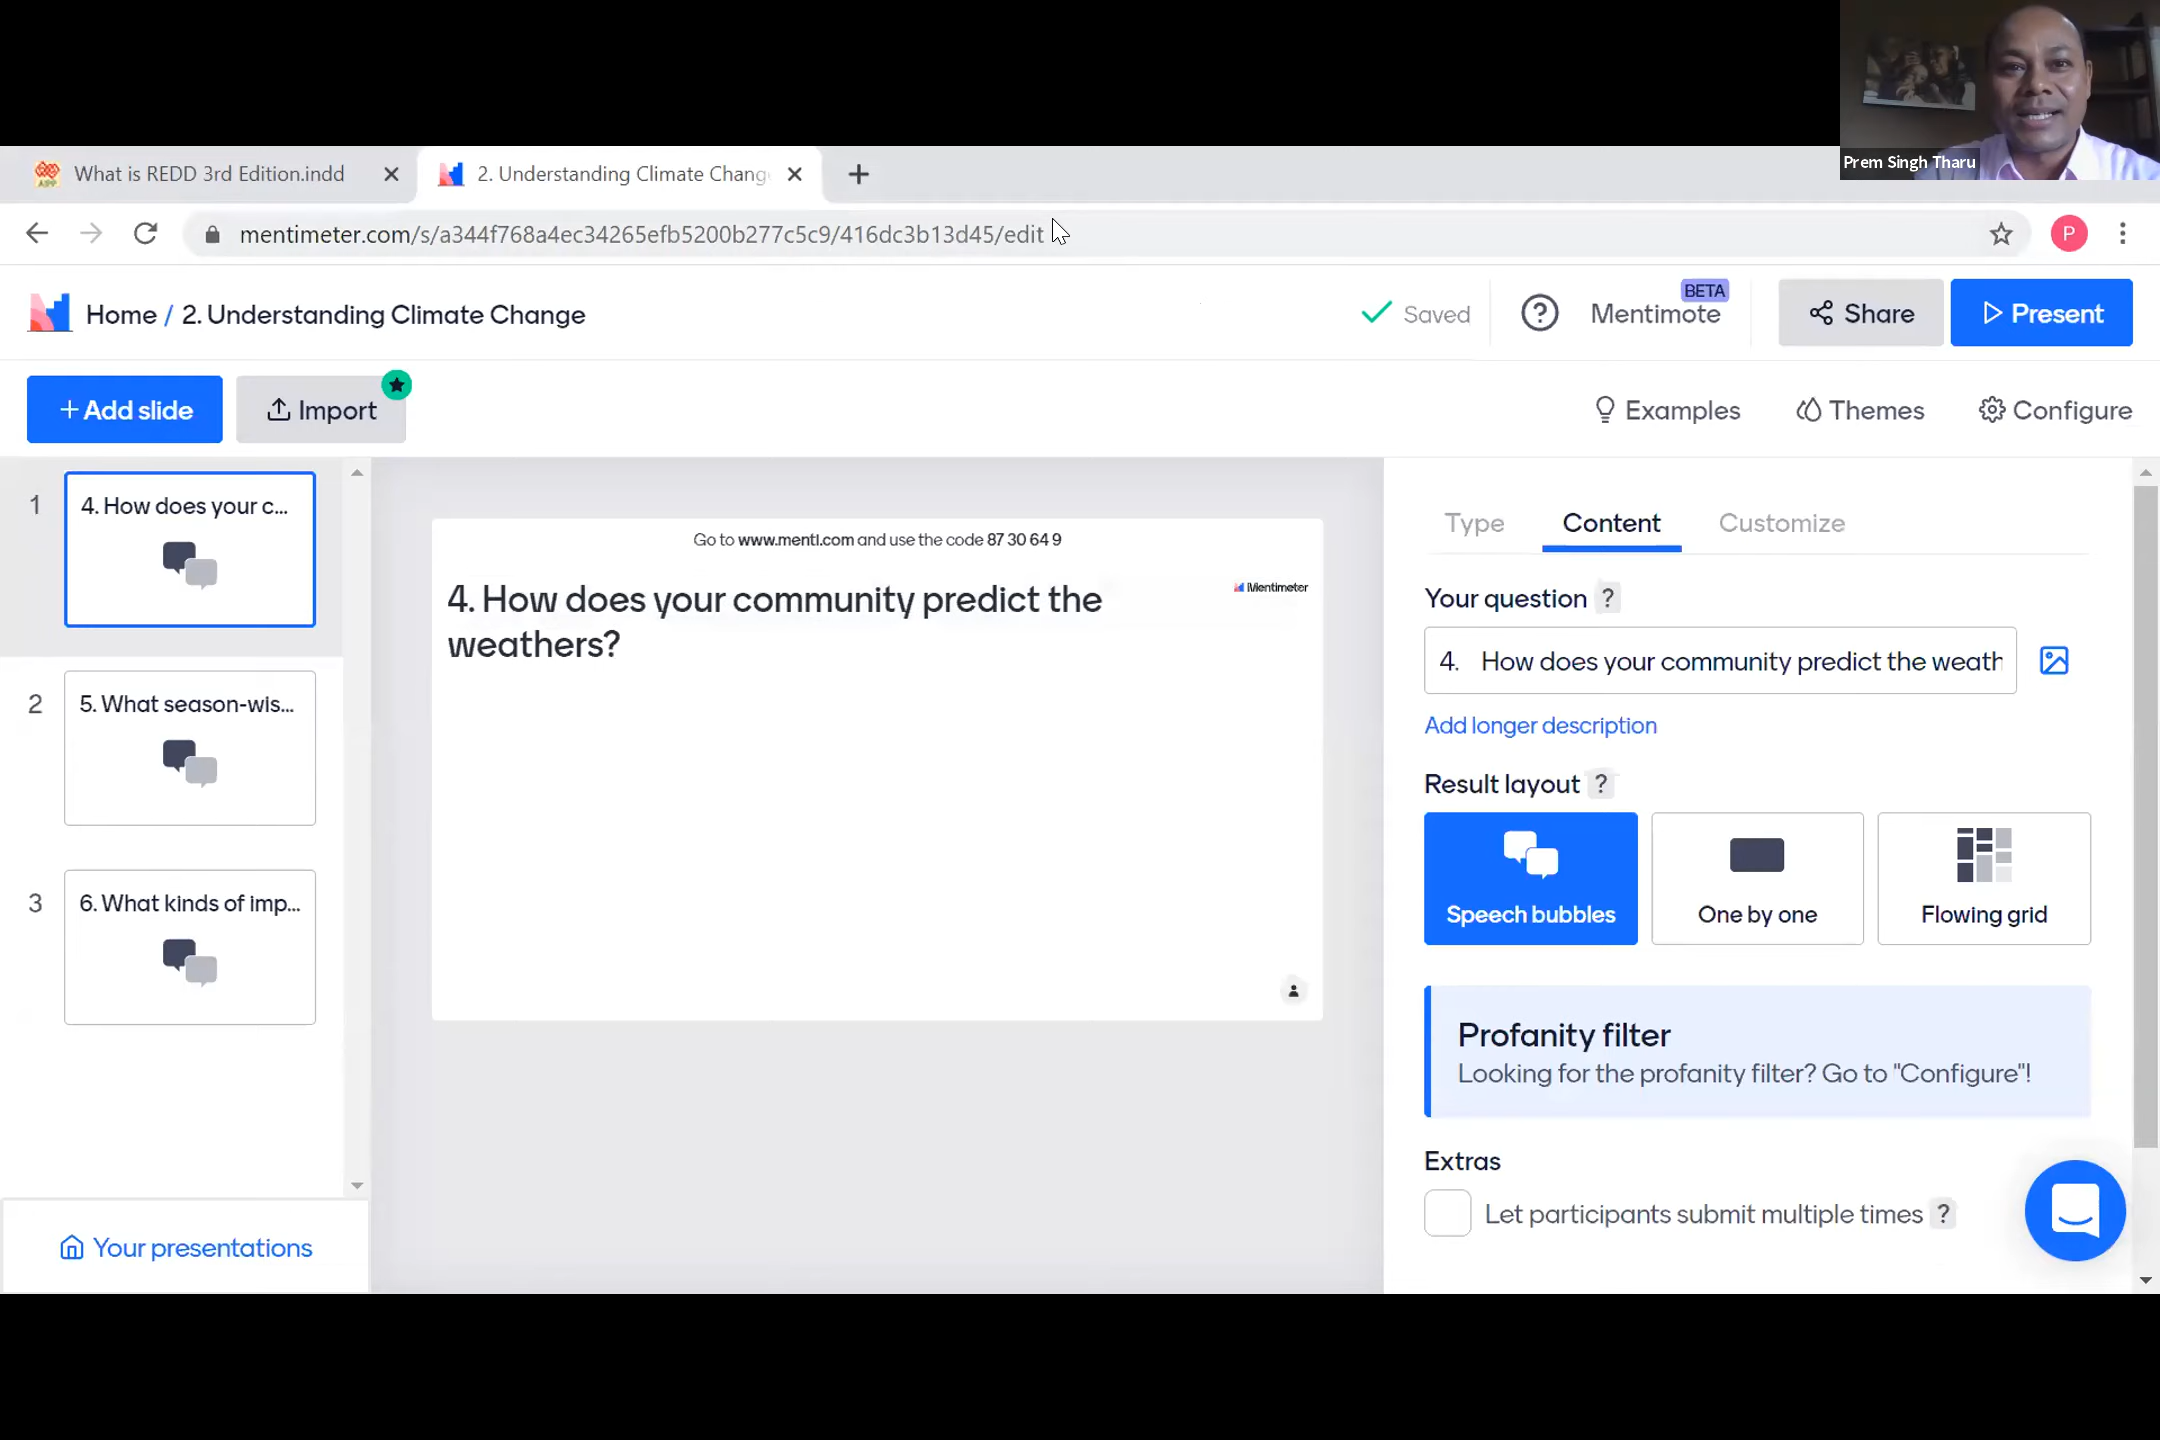 Prem Singh Tharu
What is REDD 3rd Edition.indd
2. Understanding Climate Chang
mentimeter.com/s/a344f768a4ec34265efb5200b277c5c9/416dc3b13d45/edit
P
Home / 2. Understanding Climate Change
Saved
?
Mentimote
BETA
Share
Present
+ Add slide
Import
Examples
Themes
Configure
1
4. How does your c...
2
5. What season-wis...
3
6. What kinds of imp...
Your presentations
Go to www.menti.com and use the code 87 30 64 9
Mentimeter
4. How does your community predict the
weathers?
Type
Content
Customize
Your question ?
4. How does your community predict the weath
Add longer description
Result layout ?
Speech bubbles
One by one
Flowing grid
Profanity filter
Looking for the profanity filter? Go to "Configure"!
Extras
Let participants submit multiple times ?